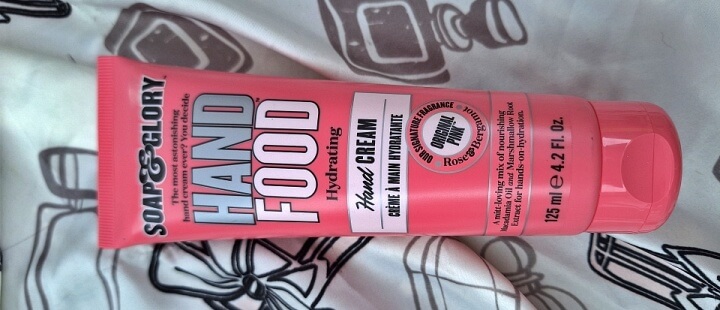 SOAP&GLORY
The most astonishing
hand cream ever? You decide
HAND
FOOD™
Hydrating
Hand CREAM
CRÈME À MAIN HYDRATANTE
OUR SIGNATURE FRAGRANCE
ORIGINAL
PINK
Rose&Bergamot
A mitt-loving mix of nourishing
Macadamia Oil and Marshmallow Root
Extract for hands-on-hydration.
125 ml e 4.2 Fl. Oz.